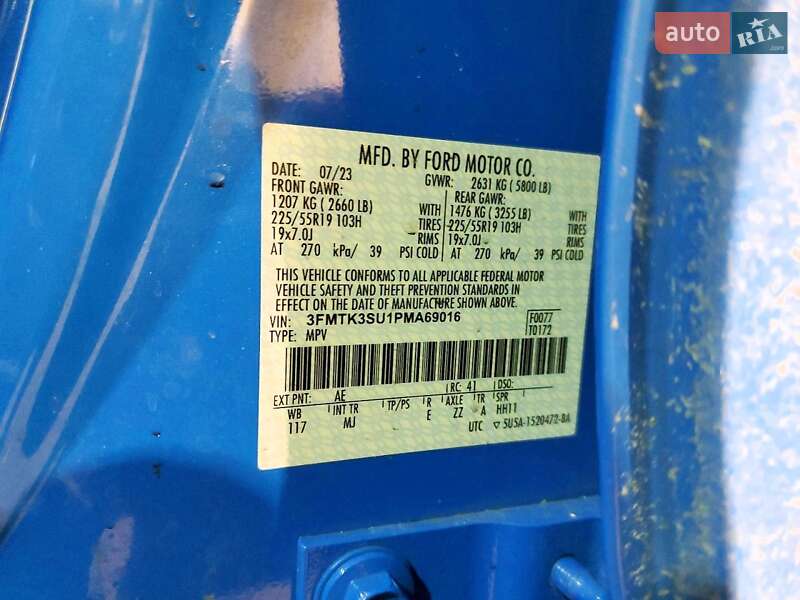 auto RIA .com
MFD. BY FORD MOTOR CO.
DATE: 07/23 GVWR: 2631 KG ( 5800 LB)
FRONT GAWR: REAR GAWR:
1207 KG ( 2660 LB) WITH 1476 KG ( 3255 LB) WITH
225/55R19 103H TIRES 225/55R19 103H TIRES
19x7.0J RIMS 19x7.0J RIMS
AT 270 kPa/ 39 PSI COLD AT 270 kPa/ 39 PSI COLD
THIS VEHICLE CONFORMS TO ALL APPLICABLE FEDERAL MOTOR
VEHICLE SAFETY AND THEFT PREVENTION STANDARDS IN
EFFECT ON THE DATE OF MANUFACTURE SHOWN ABOVE.
VIN: 3FMTK3SU1PMA69016 F0077
TYPE: MPV T0172
EXT PNT: AE RC: 41 DSO:
WB INT TR TP/PS R AXLE TR SPR
117 MJ E ZZ A HH11
UTC ▽ 5U5A-1520472-BA